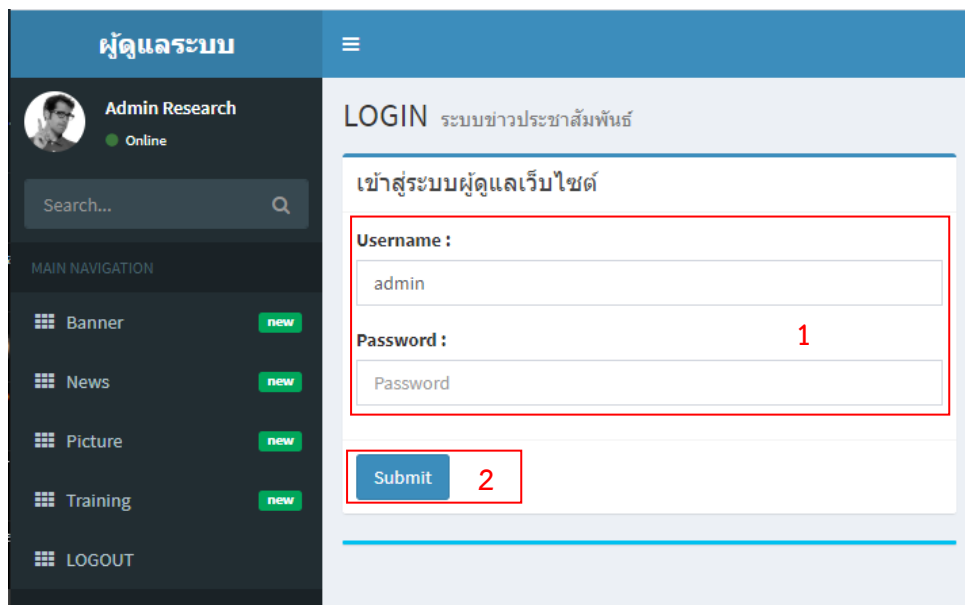 ผู้ดูแลระบบ
Admin Research
Online
Search...
MAIN NAVIGATION
Banner new
News new
Picture new
Training new
LOGOUT
LOGIN ระบบข่าวประชาสัมพันธ์
เข้าสู่ระบบผู้ดูแลเว็บไซต์
Username :
admin
Password :
1
Password
Submit 2